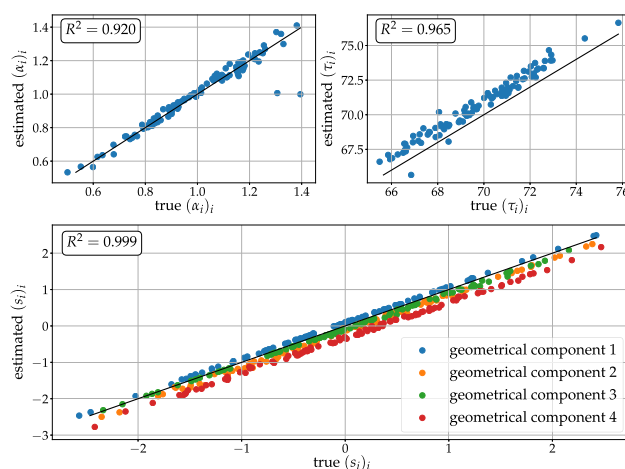 R² = 0.920
estimated (αᵢ)ᵢ
1.4
1.2
1.0
0.8
0.6
0.6 0.8 1.0 1.2 1.4
true (αᵢ)ᵢ
R² = 0.965
estimated (τᵢ)ᵢ
75.0
72.5
70.0
67.5
66 68 70 72 74 76
true (τᵢ)ᵢ
R² = 0.999
estimated (sᵢ)ᵢ
2
1
0
−1
−2
−3
−2 −1 0 1 2
true (sᵢ)ᵢ
geometrical component 1
geometrical component 2
geometrical component 3
geometrical component 4